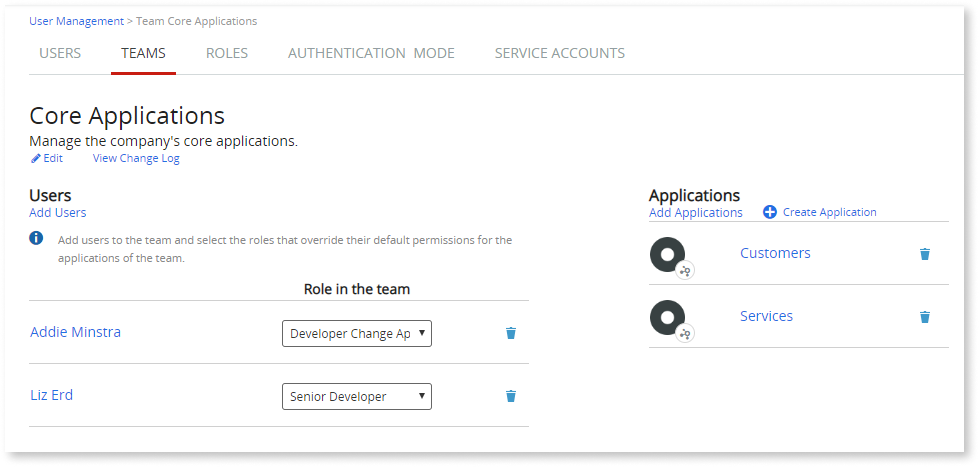 User Management > Team Core Applications
USERS TEAMS ROLES AUTHENTICATION MODE SERVICE ACCOUNTS
Core Applications
Manage the company's core applications.
Edit View Change Log
Users
Add Users
Add users to the team and select the roles that override their default permissions for the
applications of the team.
Role in the team
Addie Minstra Developer Change Ap
Liz Erd Senior Developer
Applications
Add Applications Create Application
Customers
Services